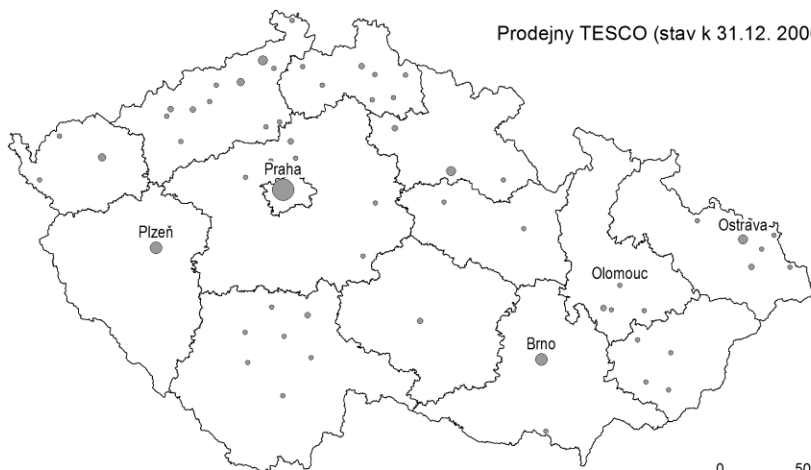 Prodejny TESCO (stav k 31.12. 200
Praha
Plzeň
Ostrava
Olomouc
Brno
0 50